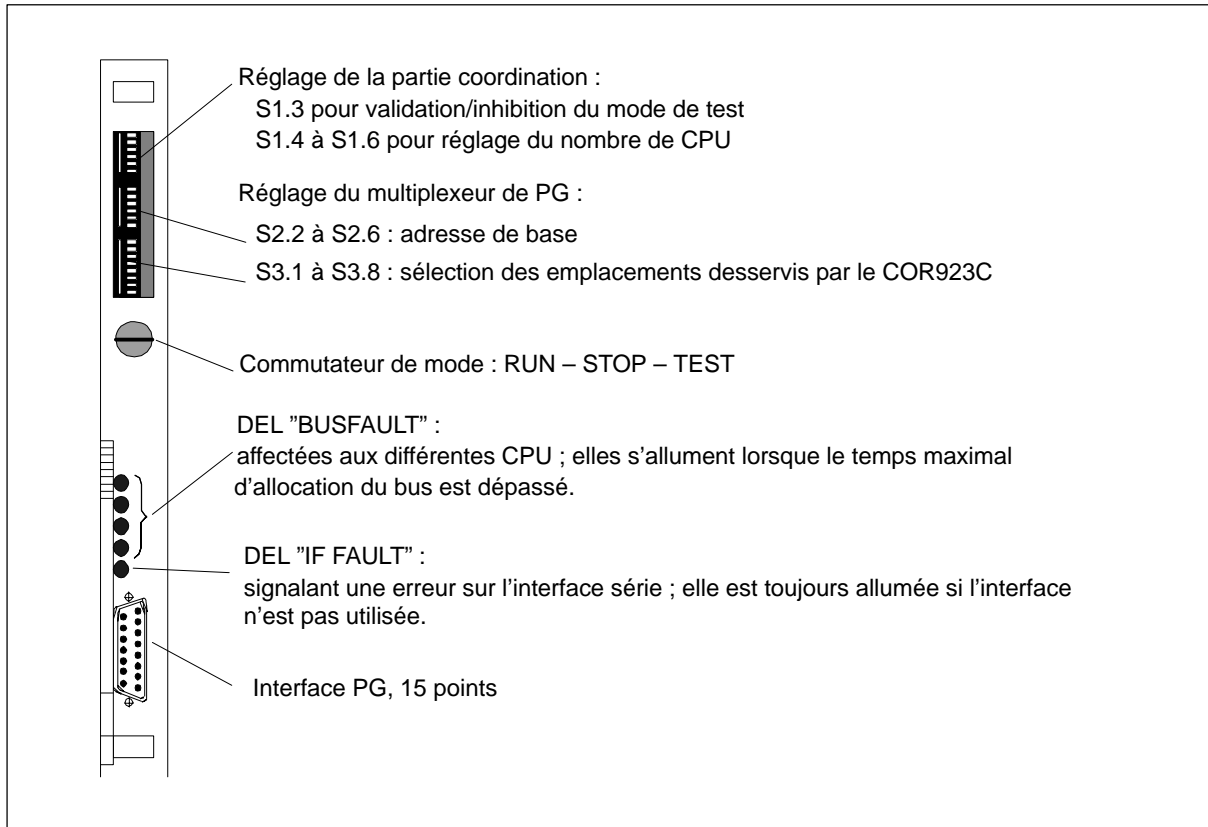 Réglage de la partie coordination :
S1.3 pour validation/inhibition du mode de test
S1.4 à S1.6 pour réglage du nombre de CPU
Réglage du multiplexeur de PG :
S2.2 à S2.6 : adresse de base
S3.1 à S3.8 : sélection des emplacements desservis par le COR923C
Commutateur de mode : RUN – STOP – TEST
DEL ”BUSFAULT” :
affectées aux différentes CPU ; elles s’allument lorsque le temps maximal
d’allocation du bus est dépassé.
DEL ”IF FAULT” :
signalant une erreur sur l’interface série ; elle est toujours allumée si l’interface
n’est pas utilisée.
Interface PG, 15 points